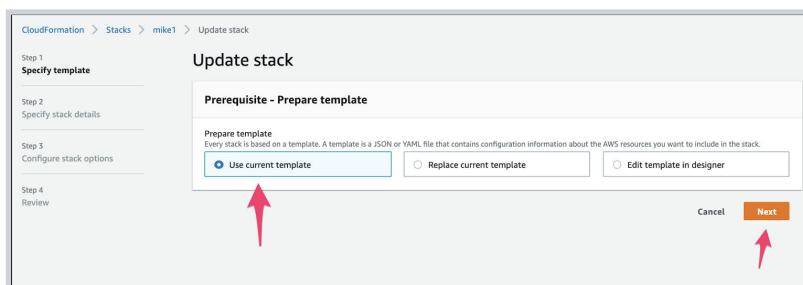 CloudFormation > Stacks > mike1 > Update stack
Step 1
Specify template
Step 2
Specify stack details
Step 3
Configure stack options
Step 4
Review
Update stack
Prerequisite - Prepare template
Prepare template
Every stack is based on a template. A template is a JSON or YAML file that contains configuration information about the AWS resources you want to include in the stack.
Use current template
Replace current template
Edit template in designer
Cancel
Next